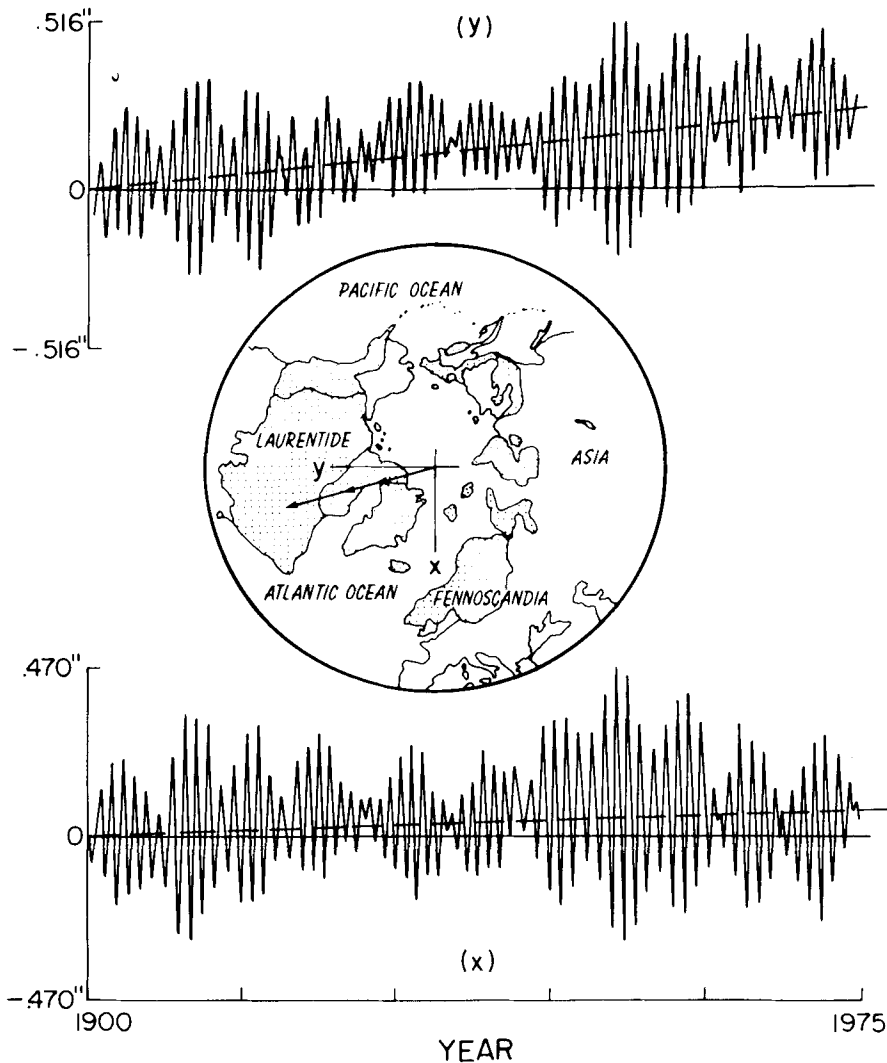 .516"
(y)
0
-.516"
PACIFIC OCEAN
LAURENTIDE
ASIA
y
x
ATLANTIC OCEAN
FENNOSCANDIA
.470"
0
(x)
-.470"
1900
1975
YEAR